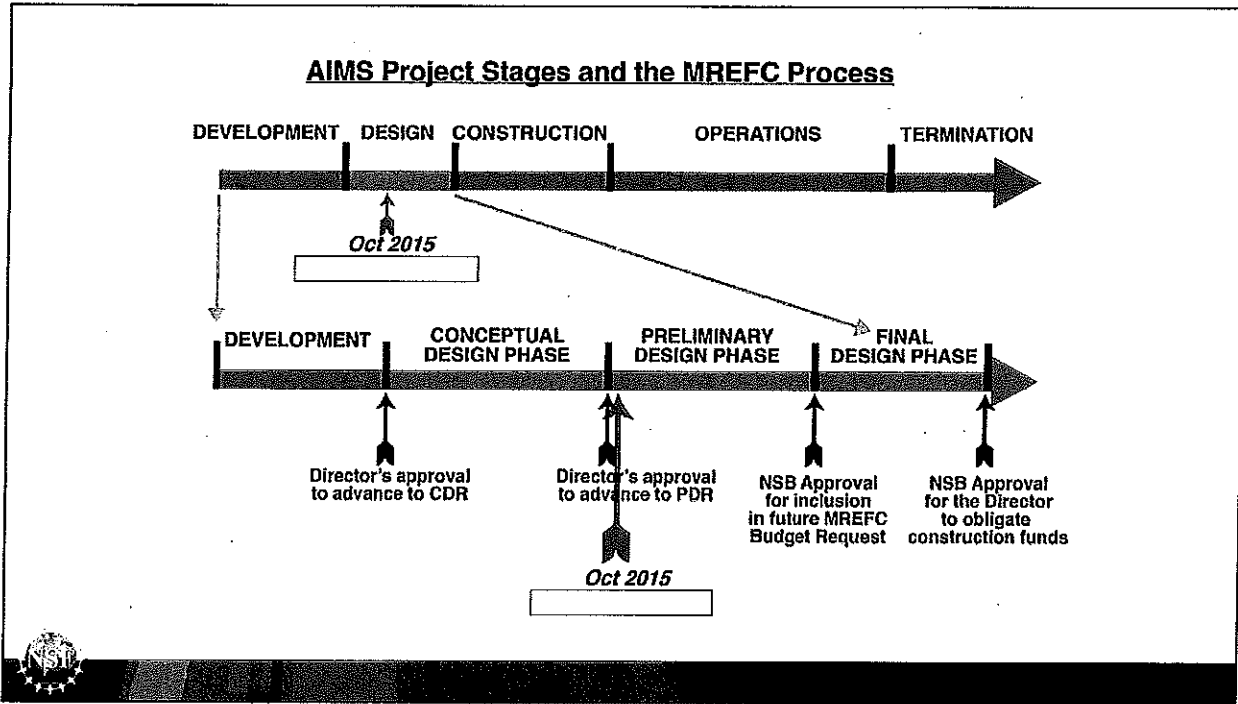 AIMS Project Stages and the MREFC Process
DEVELOPMENT DESIGN CONSTRUCTION OPERATIONS TERMINATION
Oct 2015
DEVELOPMENT CONCEPTUAL DESIGN PHASE PRELIMINARY DESIGN PHASE FINAL DESIGN PHASE
Director's approval
to advance to CDR
Director's approval
to advance to PDR
NSB Approval
for inclusion
in future MREFC
Budget Request
NSB Approval
for the Director
to obligate
construction funds
Oct 2015
NSF